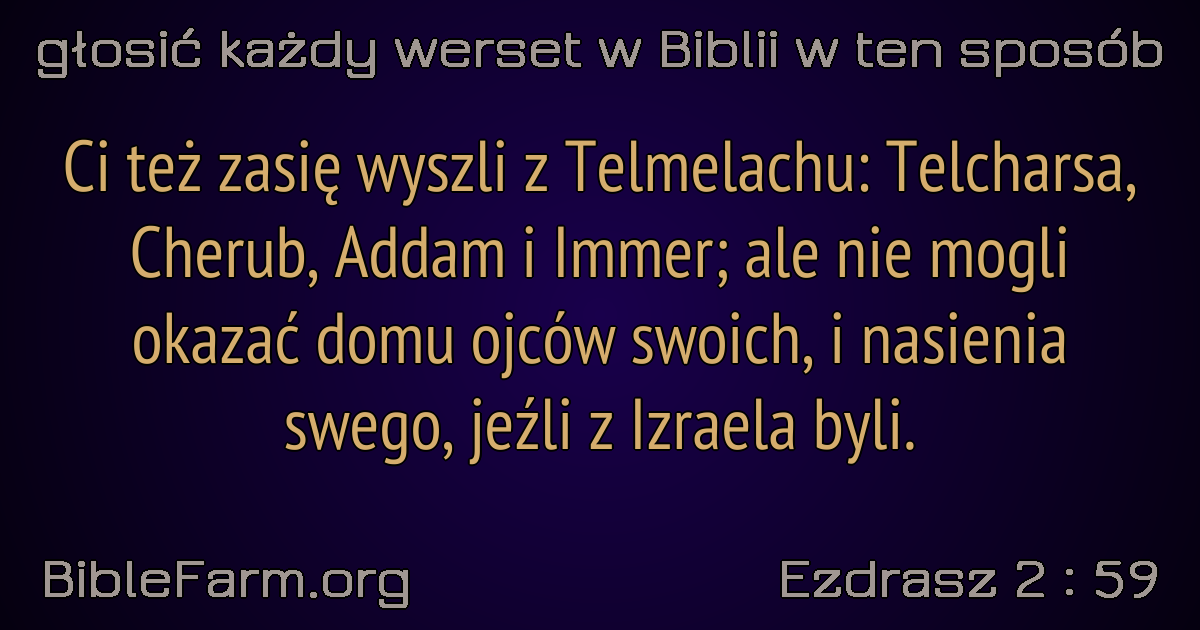 głosić każdy werset w Biblii w ten sposób
Ci też zasię wyszli z Telmelachu: Telcharsa,
Cherub, Addam i Immer; ale nie mogli
okazać domu ojców swoich, i nasienia
swego, jeźli z Izraela byli.
BibleFarm.org
Ezdrasz 2 : 59